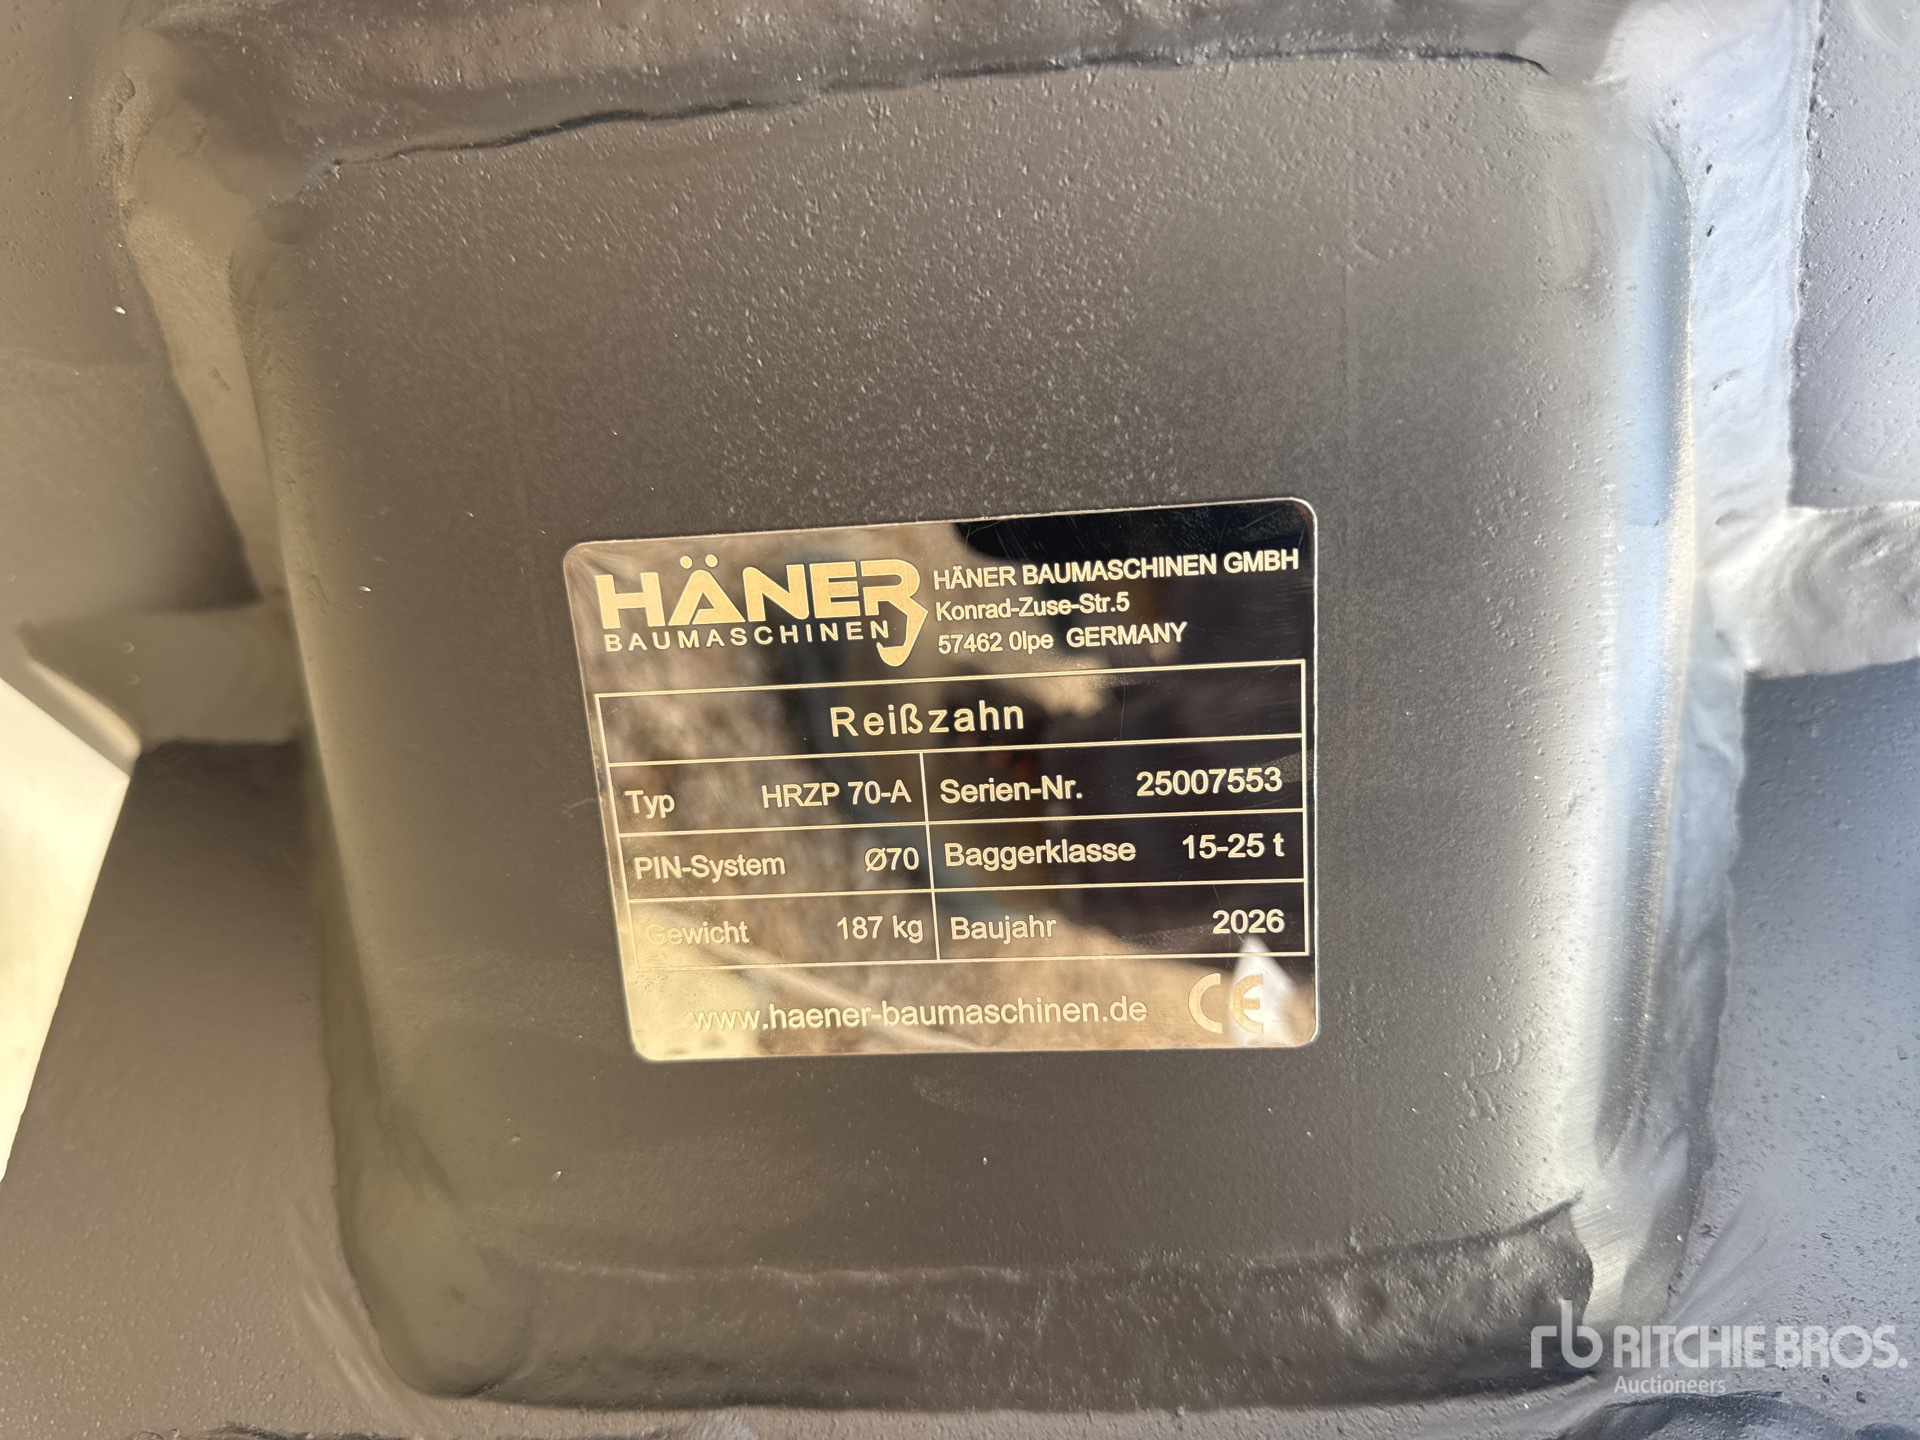 HÄNER
BAUMASCHINEN
HÄNER BAUMASCHINEN GMBH
Konrad-Zuse-Str.5
57462 Olpe GERMANY
Reißzahn
Typ HRZP 70-A Serien-Nr. 25007553
PIN-System Ø70 Baggerklasse 15-25 t
Gewicht 187 kg Baujahr 2026
www.haener-baumaschinen.de CE
rb RITCHIE BROS.
Auctioneers